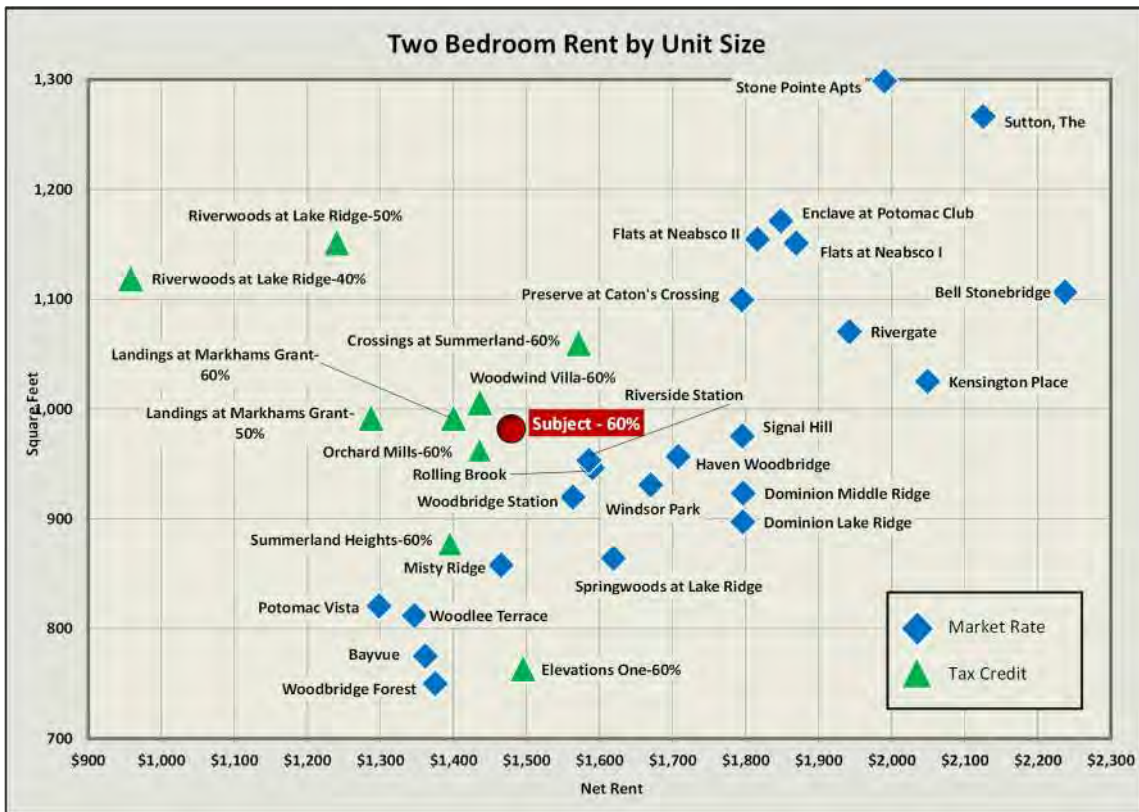 Two Bedroom Rent by Unit Size
1,300
Stone Pointe Apts
Sutton, The
1,200
Riverwoods at Lake Ridge-50%
Enclave at Potomac Club
Flats at Neabsco II
Flats at Neabsco I
Riverwoods at Lake Ridge-40%
1,100
Preserve at Caton's Crossing
Bell Stonebridge
Rivergate
Crossings at Summerland-60%
Landings at Markhams Grant-
60%
Woodwind Villa-60%
Kensington Place
Riverside Station
Square Feet
1,000
Landings at Markhams Grant-
50%
Subject - 60%
Signal Hill
Orchard Mills-60%
Haven Woodbridge
Rolling Brook
Woodbridge Station
Windsor Park
Dominion Middle Ridge
900
Dominion Lake Ridge
Summerland Heights-60%
Misty Ridge
Springwoods at Lake Ridge
Potomac Vista
Woodlee Terrace
800
Bayvue
Elevations One-60%
Woodbridge Forest
Market Rate
Tax Credit
700
$900 $1,000 $1,100 $1,200 $1,300 $1,400 $1,500 $1,600 $1,700 $1,800 $1,900 $2,000 $2,100 $2,200 $2,300
Net Rent